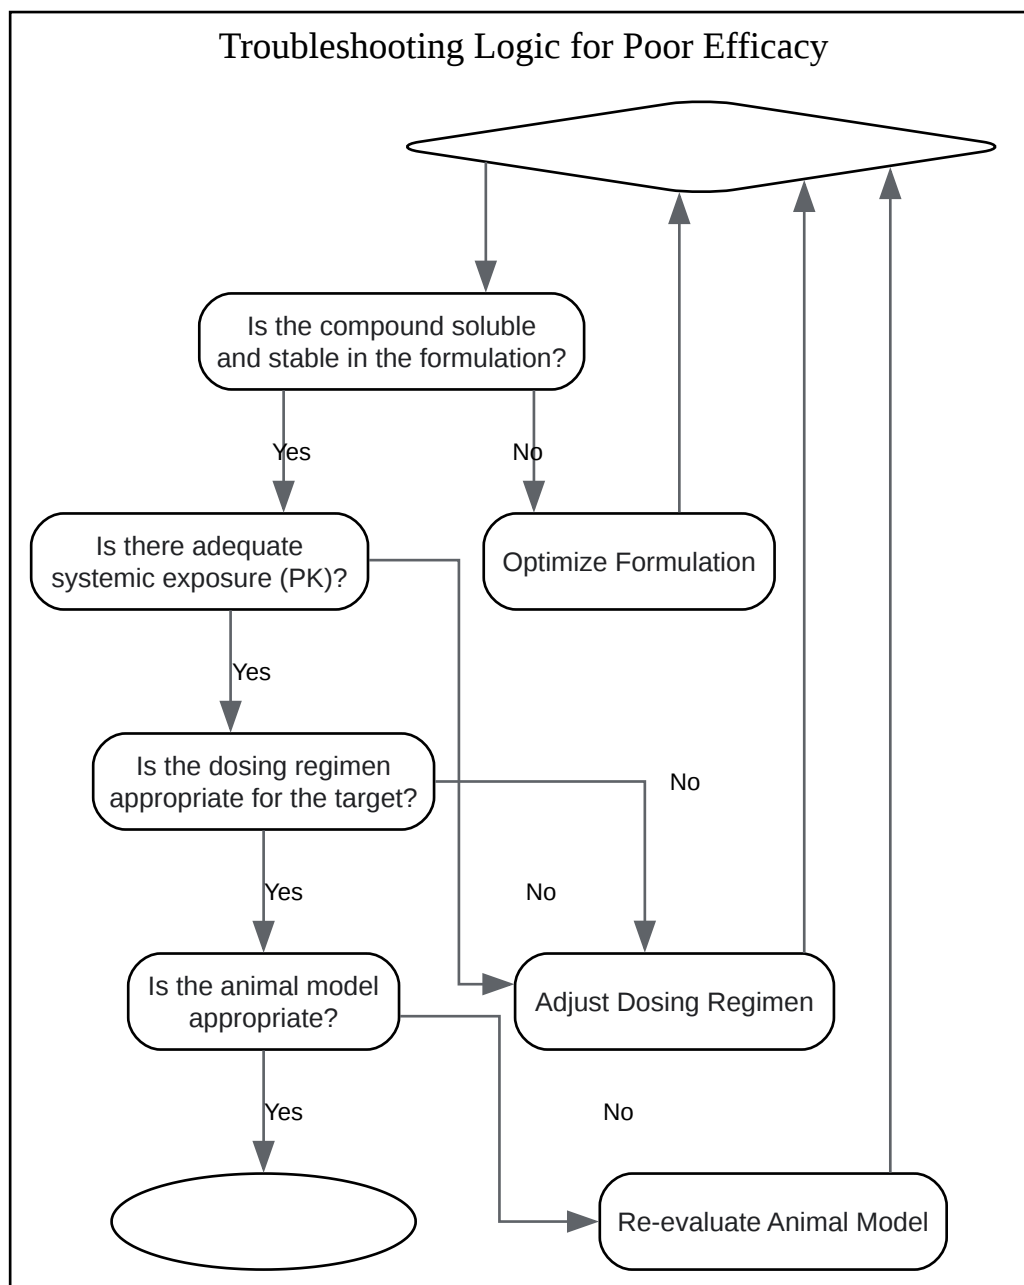 Troubleshooting Logic for Poor Efficacy
Is the compound soluble
and stable in the formulation?
Yes
No
Is there adequate
systemic exposure (PK)?
Optimize Formulation
Yes
Is the dosing regimen
appropriate for the target?
No
Yes
No
Is the animal model
appropriate?
Adjust Dosing Regimen
Yes
No
Re-evaluate Animal Model